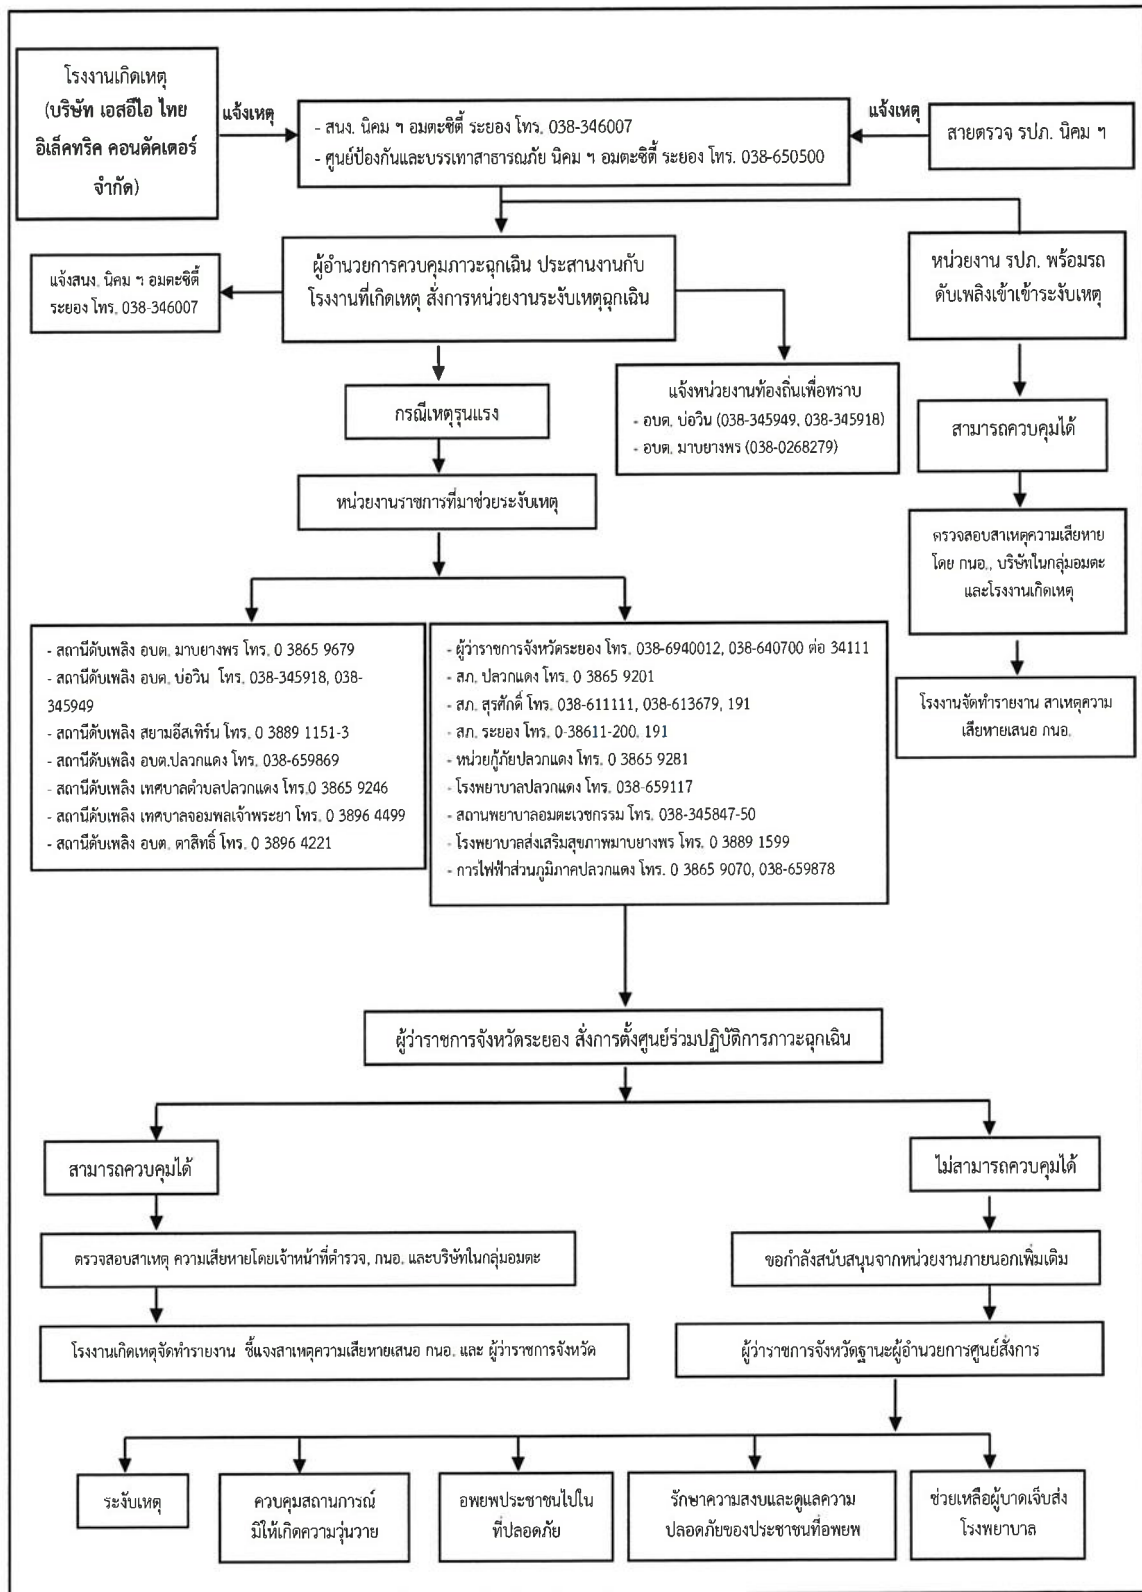 โรงงานเกิดเหตุ
(บริษัท เอสอีไอ ไทย
อิเล็คทริค คอนดัคเตอร์
จำกัด)
แจ้งเหตุ
- สนง. นิคม ฯ อมตะซิตี้ ระยอง โทร. 038-346007
- ศูนย์ป้องกันและบรรเทาสาธารณภัย นิคม ฯ อมตะซิตี้ ระยอง โทร. 038-650500
แจ้งเหตุ
สายตรวจ รปภ. นิคม ฯ
แจ้งสนง. นิคม ฯ อมตะซิตี้
ระยอง โทร. 038-346007
ผู้อำนวยการควบคุมภาวะฉุกเฉิน ประสานงานกับ
โรงงานที่เกิดเหตุ สั่งการหน่วยงานระงับเหตุฉุกเฉิน
หน่วยงาน รปภ. พร้อมรถ
ดับเพลิงเข้าเข้าระงับเหตุ
กรณีเหตุรุนแรง
แจ้งหน่วยงานท้องถิ่นเพื่อทราบ
- อบต. บ่อวิน (038-345949, 038-345918)
- อบต. มาบยางพร (038-0268279)
สามารถควบคุมได้
หน่วยงานราชการที่มาช่วยระงับเหตุ
ตรวจสอบสาเหตุความเสียหาย
โดย กนอ., บริษัทในกลุ่มอมตะ
และโรงงานเกิดเหตุ
- สถานีดับเพลิง อบต. มาบยางพร โทร. 0 3865 9679
- สถานีดับเพลิง อบต. บ่อวิน โทร. 038-345918, 038-
345949
- สถานีดับเพลิง สยามอีสเทิร์น โทร. 0 3889 1151-3
- สถานีดับเพลิง อบต.ปลวกแดง โทร. 038-659869
- สถานีดับเพลิง เทศบาลตำบลปลวกแดง โทร.0 3865 9246
- สถานีดับเพลิง เทศบาลจอมพลเจ้าพระยา โทร. 0 3896 4499
- สถานีดับเพลิง อบต. ตาสิทธิ์ โทร. 0 3896 4221
- ผู้ว่าราชการจังหวัดระยอง โทร. 038-6940012, 038-640700 ต่อ 34111
- สภ. ปลวกแดง โทร. 0 3865 9201
- สภ. สุรศักดิ์ โทร. 038-611111, 038-613679, 191
- สภ. ระยอง โทร. 0-38611-200. 191
- หน่วยกู้ภัยปลวกแดง โทร. 0 3865 9281
- โรงพยาบาลปลวกแดง โทร. 038-659117
- สถานพยาบาลอมตะเวชกรรม โทร. 038-345847-50
- โรงพยาบาลส่งเสริมสุขภาพมาบยางพร โทร. 0 3889 1599
- การไฟฟ้าส่วนภูมิภาคปลวกแดง โทร. 0 3865 9070, 038-659878
โรงงานจัดทำรายงาน สาเหตุความ
เสียหายเสนอ กนอ.
ผู้ว่าราชการจังหวัดระยอง สั่งการตั้งศูนย์ร่วมปฏิบัติการภาวะฉุกเฉิน
สามารถควบคุมได้
ไม่สามารถควบคุมได้
ตรวจสอบสาเหตุ ความเสียหายโดยเจ้าหน้าที่ตำรวจ, กนอ. และบริษัทในกลุ่มอมตะ
ขอกำลังสนับสนุนจากหน่วยงานภายนอกเพิ่มเติม
โรงงานเกิดเหตุจัดทำรายงาน ชี้แจงสาเหตุความเสียหายเสนอ กนอ. และ ผู้ว่าราชการจังหวัด
ผู้ว่าราชการจังหวัดฐานะผู้อำนวยการศูนย์สั่งการ
ระงับเหตุ
ควบคุมสถานการณ์
มิให้เกิดความวุ่นวาย
อพยพประชาชนไปใน
ที่ปลอดภัย
รักษาความสงบและดูแลความ
ปลอดภัยของประชาชนที่อพยพ
ช่วยเหลือผู้บาดเจ็บส่ง
โรงพยาบาล